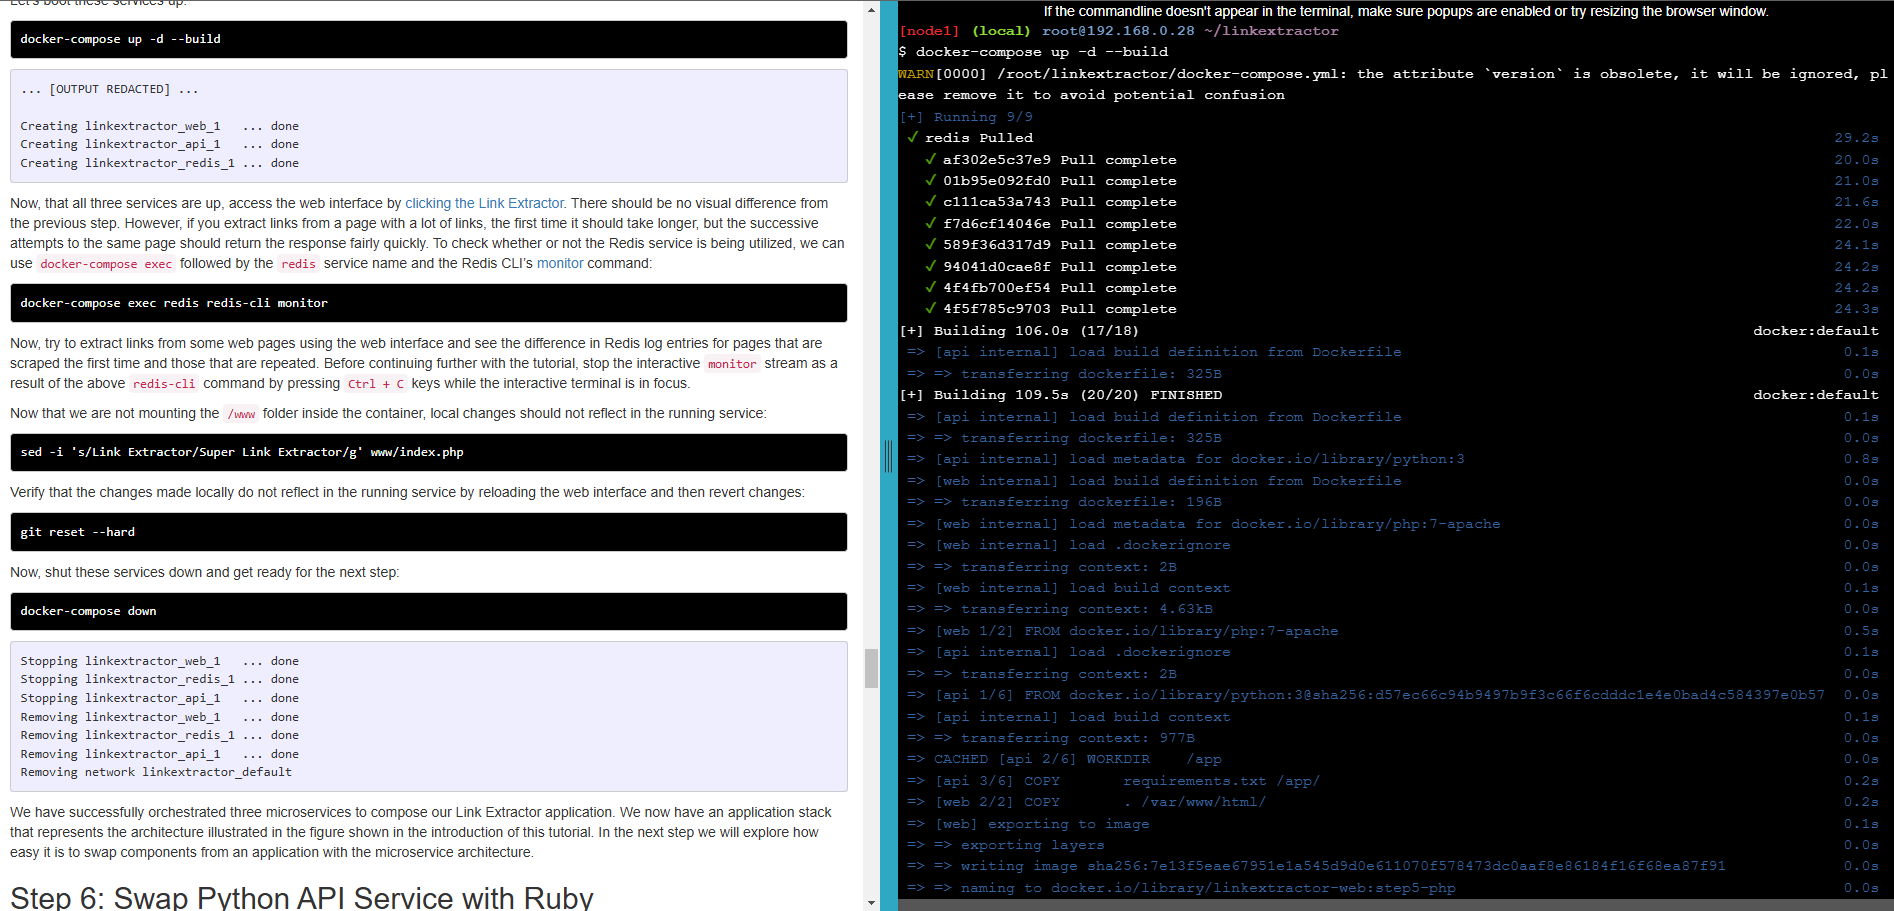 Let's boot these services up:
docker-compose up -d --build
... [OUTPUT REDACTED] ...
Creating linkextractor_web_1   ... done
Creating linkextractor_api_1   ... done
Creating linkextractor_redis_1 ... done
Now, that all three services are up, access the web interface by clicking the Link Extractor. There should be no visual difference from
the previous step. However, if you extract links from a page with a lot of links, the first time it should take longer, but the successive
attempts to the same page should return the response fairly quickly. To check whether or not the Redis service is being utilized, we can
use docker-compose exec followed by the redis service name and the Redis CLI's monitor command:
docker-compose exec redis redis-cli monitor
Now, try to extract links from some web pages using the web interface and see the difference in Redis log entries for pages that are
scraped the first time and those that are repeated. Before continuing further with the tutorial, stop the interactive monitor stream as a
result of the above redis-cli command by pressing Ctrl + C keys while the interactive terminal is in focus.
Now that we are not mounting the /www folder inside the container, local changes should not reflect in the running service:
sed -i 's/Link Extractor/Super Link Extractor/g' www/index.php
Verify that the changes made locally do not reflect in the running service by reloading the web interface and then revert changes:
git reset --hard
Now, shut these services down and get ready for the next step:
docker-compose down
Stopping linkextractor_web_1   ... done
Stopping linkextractor_redis_1 ... done
Stopping linkextractor_api_1   ... done
Removing linkextractor_web_1   ... done
Removing linkextractor_redis_1 ... done
Removing linkextractor_api_1   ... done
Removing network linkextractor_default
We have successfully orchestrated three microservices to compose our Link Extractor application. We now have an application stack
that represents the architecture illustrated in the figure shown in the introduction of this tutorial. In the next step we will explore how
easy it is to swap components from an application with the microservice architecture.
Step 6: Swap Python API Service with Ruby
If the commandline doesn't appear in the terminal, make sure popups are enabled or try resizing the browser window.
[node1] (local) root@192.168.0.28 ~/linkextractor
$ docker-compose up -d --build
WARN[0000] /root/linkextractor/docker-compose.yml: the attribute `version` is obsolete, it will be ignored, pl
ease remove it to avoid potential confusion
[+] Running 9/9
✓ redis Pulled 29.2s
✓ af302e5c37e9 Pull complete 20.0s
✓ 01b95e092fd0 Pull complete 21.0s
✓ c111ca53a743 Pull complete 21.6s
✓ f7d6cf14046e Pull complete 22.0s
✓ 589f36d317d9 Pull complete 24.1s
✓ 94041d0cae8f Pull complete 24.2s
✓ 4f4fb700ef54 Pull complete 24.2s
✓ 4f5f785c9703 Pull complete 24.3s
[+] Building 106.0s (17/18) docker:default
=> [api internal] load build definition from Dockerfile 0.1s
=> => transferring dockerfile: 325B 0.0s
[+] Building 109.5s (20/20) FINISHED docker:default
=> [api internal] load build definition from Dockerfile 0.1s
=> => transferring dockerfile: 325B 0.0s
=> [api internal] load metadata for docker.io/library/python:3 0.8s
=> [web internal] load build definition from Dockerfile 0.0s
=> => transferring dockerfile: 196B 0.0s
=> [web internal] load metadata for docker.io/library/php:7-apache 0.0s
=> [web internal] load .dockerignore 0.0s
=> => transferring context: 2B 0.0s
=> [web internal] load build context 0.1s
=> => transferring context: 4.63kB 0.0s
=> [web 1/2] FROM docker.io/library/php:7-apache 0.5s
=> [api internal] load .dockerignore 0.1s
=> => transferring context: 2B 0.0s
=> [api 1/6] FROM docker.io/library/python:3@sha256:d57ec66c94b9497b9f3c66f6cdddc1e4e0bad4c584397e0b57 0.0s
=> [api internal] load build context 0.1s
=> => transferring context: 977B 0.0s
=> CACHED [api 2/6] WORKDIR /app 0.0s
=> [api 3/6] COPY requirements.txt /app/ 0.2s
=> [web 2/2] COPY . /var/www/html/ 0.2s
=> [web] exporting to image 0.1s
=> => exporting layers 0.0s
=> => writing image sha256:7e13f5eae67951e1a545d9d0e611070f578473dc0aaf8e86184f16f68ea87f91 0.0s
=> => naming to docker.io/library/linkextractor-web:step5-php 0.0s